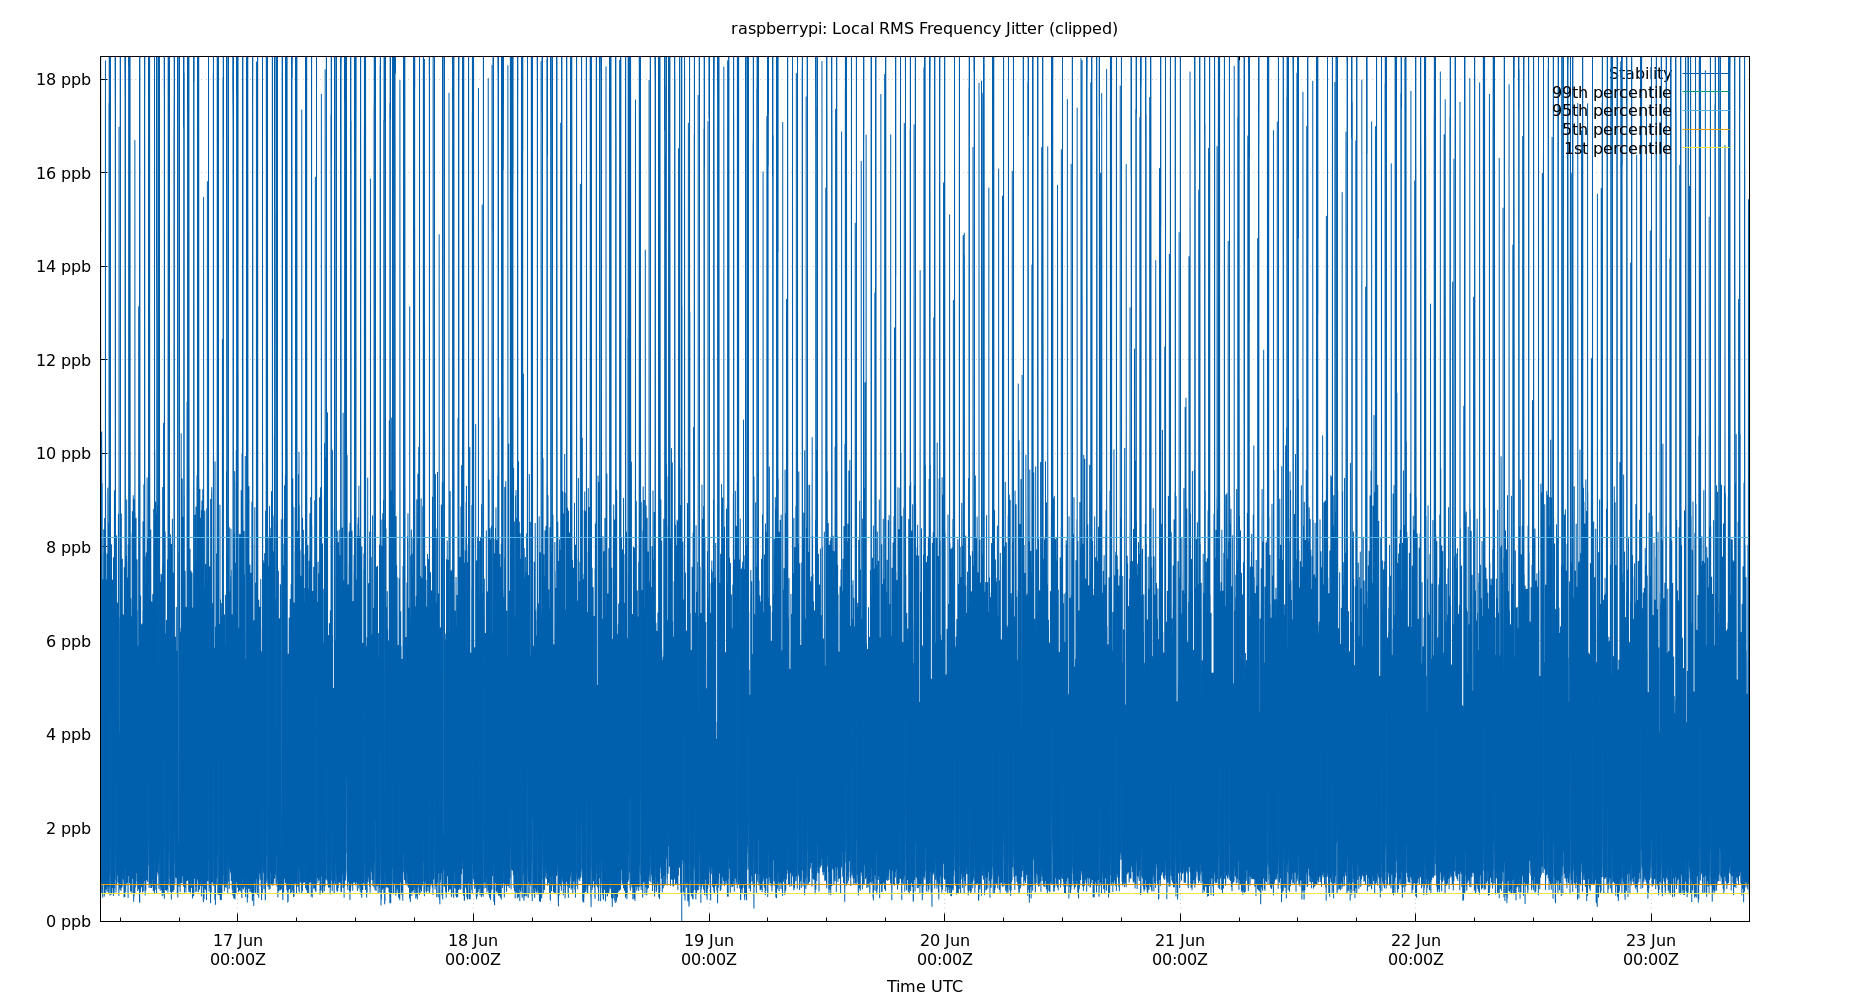 raspberrypi: Local RMS Frequency Jitter (clipped)
18 ppb
16 ppb
14 ppb
12 ppb
10 ppb
8 ppb
6 ppb
4 ppb
2 ppb
0 ppb
Stability
99th percentile
95th percentile
5th percentile
1st percentile
17 Jun 18 Jun 19 Jun 20 Jun 21 Jun 22 Jun 23 Jun
00:00Z 00:00Z 00:00Z 00:00Z 00:00Z 00:00Z 00:00Z
Time UTC